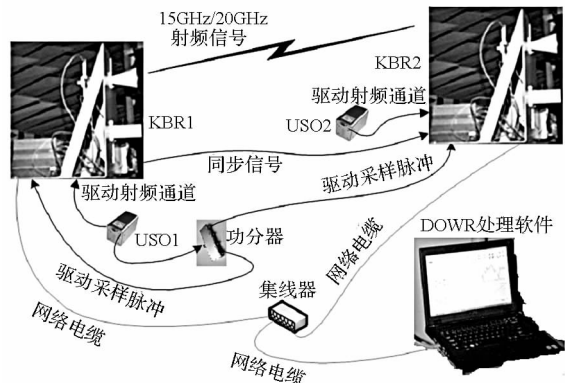 15GHz/20GHz
射频信号
KBR2
KBR1
驱动射频通道
USO2
同步信号
驱动射频通道
驱动采样脉冲
USO1
功分器
DOWR处理软件
驱动采样脉冲
网络电缆
集线器
网络电缆
网络电缆